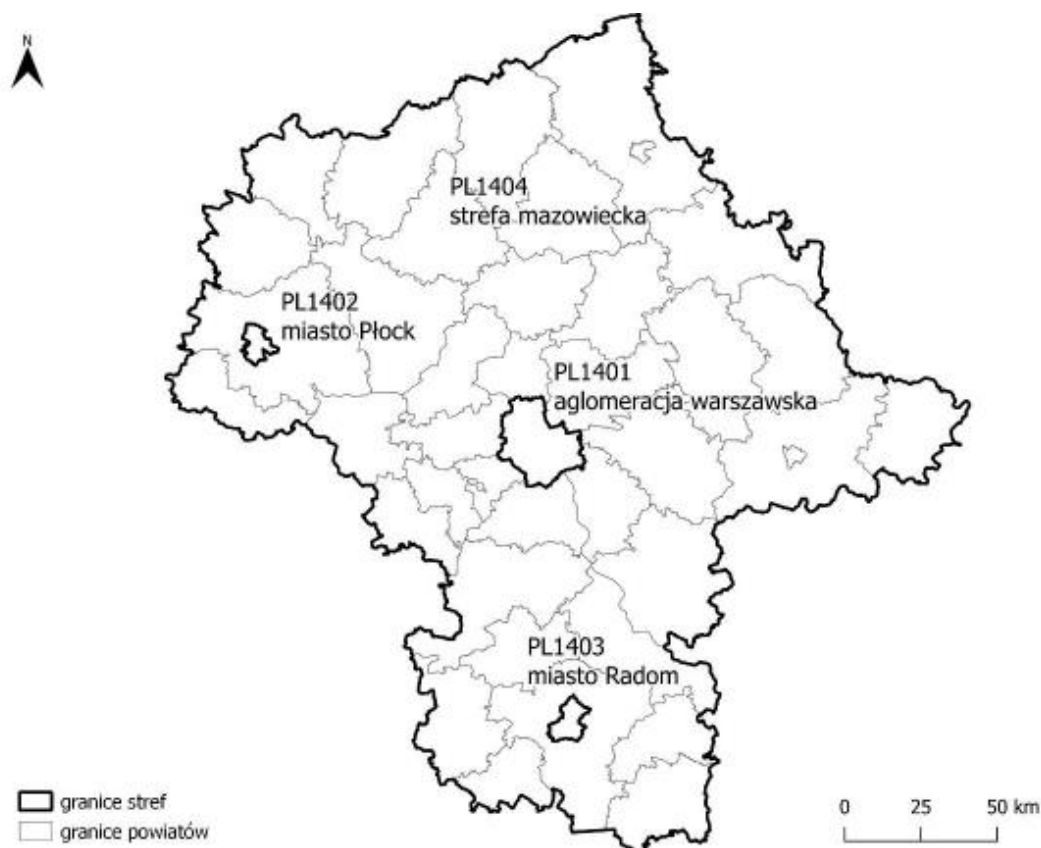 N
PL1404
strefa mazowiecka
PL1402
miasto Płock
PL1401
aglomeracja warszawska
PL1403
miasto Radom
granice stref
granice powiatów
0 25 50 km